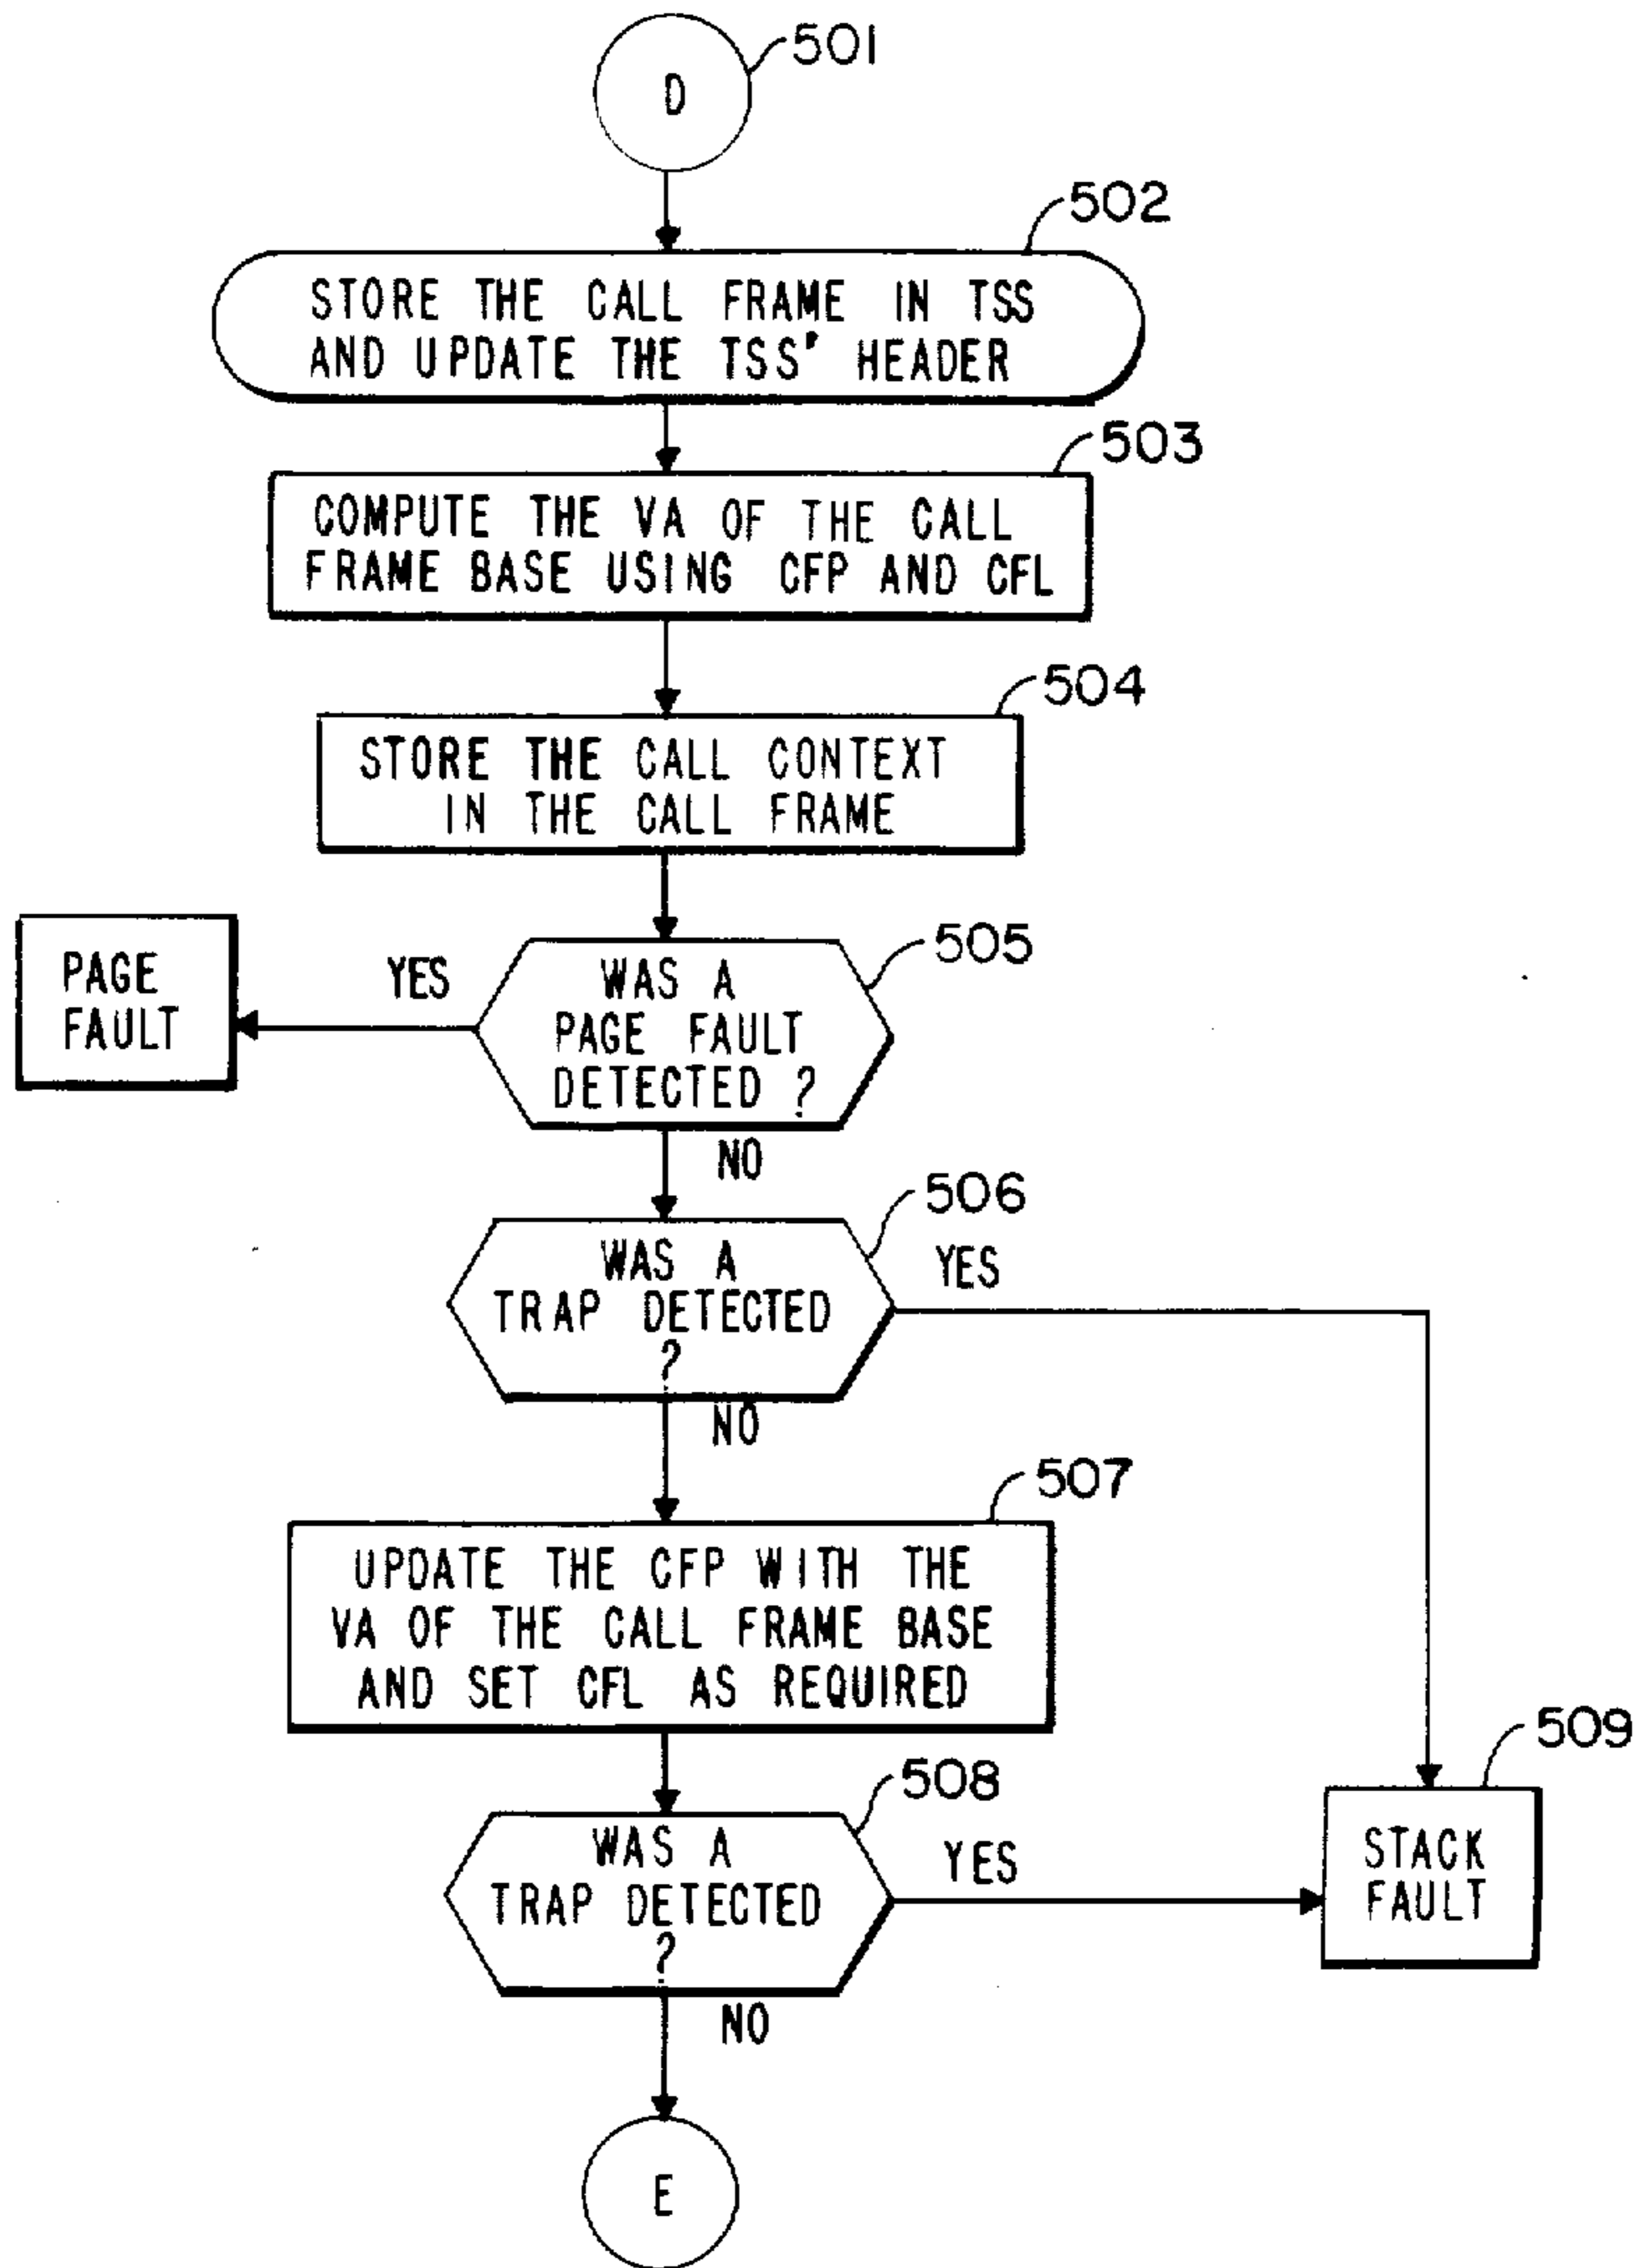 D
501
502
STORE THE CALL FRAME IN TSS
AND UPDATE THE TSS' HEADER
503
COMPUTE THE VA OF THE CALL
FRAME BASE USING CFP AND CFL
504
STORE THE CALL CONTEXT
IN THE CALL FRAME
505
PAGE
FAULT
YES
WAS A
PAGE FAULT
DETECTED ?
NO
506
WAS A
TRAP DETECTED
?
YES
NO
507
UPDATE THE CFP WITH THE
VA OF THE CALL FRAME BASE
AND SET CFL AS REQUIRED
508
WAS A
TRAP DETECTED
?
YES
509
STACK
FAULT
NO
E